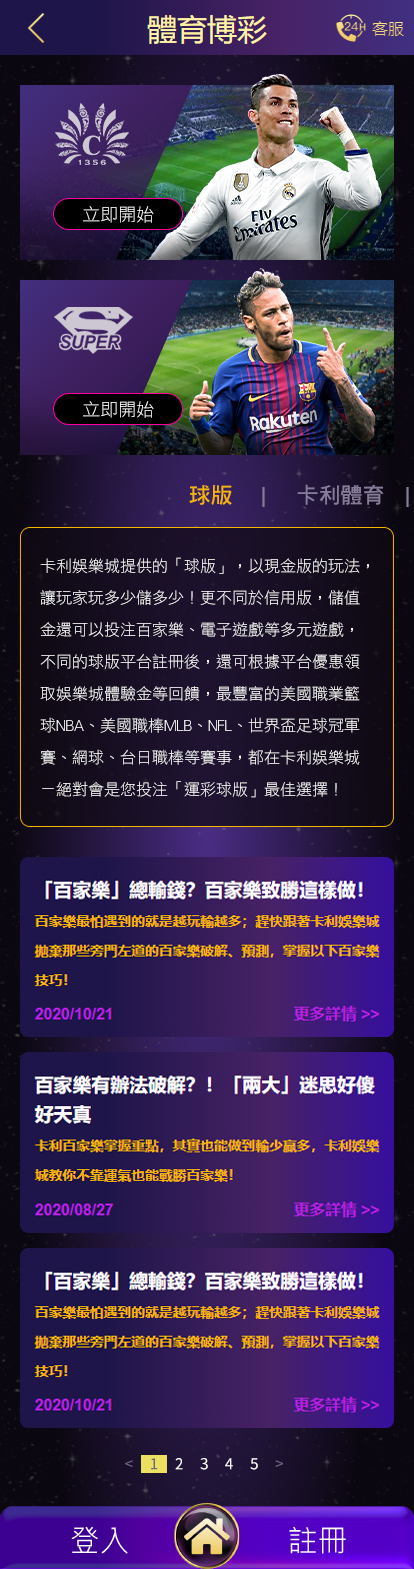 體育博彩
24H 客服
C
1356
立即開始
Fly
Emirates
SUPER
立即開始
Rakuten
球版 | 卡利體育 |
卡利娛樂城提供的「球版」，以現金版的玩法，
讓玩家玩多少儲多少！更不同於信用版，儲值
金還可以投注百家樂、電子遊戲等多元遊戲，
不同的球版平台註冊後，還可根據平台優惠領
取娛樂城體驗金等回饋，最豐富的美國職業籃
球NBA、美國職棒MLB、NFL、世界盃足球冠軍
賽、網球、台日職棒等賽事，都在卡利娛樂城
－絕對會是您投注「運彩球版」最佳選擇！
「百家樂」總輸錢？百家樂致勝這樣做！
百家樂最怕遇到的就是越玩輸越多；趕快跟著卡利娛樂城
拋棄那些旁門左道的百家樂破解、預測，掌握以下百家樂
技巧！
2020/10/21 更多詳情 >>
百家樂有辦法破解？！「兩大」迷思好傻
好天真
卡利百家樂掌握重點，其實也能做到輸少贏多，卡利娛樂
城教你不靠運氣也能戰勝百家樂！
2020/08/27 更多詳情 >>
「百家樂」總輸錢？百家樂致勝這樣做！
百家樂最怕遇到的就是越玩輸越多；趕快跟著卡利娛樂城
拋棄那些旁門左道的百家樂破解、預測，掌握以下百家樂
技巧！
2020/10/21 更多詳情 >>
< 1 2 3 4 5 >
登入 註冊